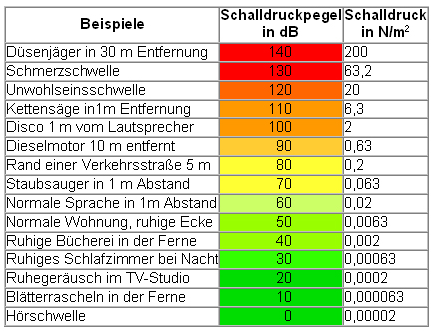 Beispiele Schalldruckpegel in dB Schalldruck in N/m²
Düsenjäger in 30 m Entfernung 140 200
Schmerzschwelle 130 63,2
Unwohlseinsschwelle 120 20
Kettensäge in1m Entfernung 110 6,3
Disco 1 m vom Lautsprecher 100 2
Dieselmotor 10 m entfernt 90 0,63
Rand einer Verkehrsstraße 5 m 80 0,2
Staubsauger in 1 m Abstand 70 0,063
Normale Sprache in 1m Abstand 60 0,02
Normale Wohnung, ruhige Ecke 50 0,0063
Ruhige Bücherei in der Ferne 40 0,002
Ruhiges Schlafzimmer bei Nacht 30 0,00063
Ruhegeräusch im TV-Studio 20 0,0002
Blätterrascheln in der Ferne 10 0,000063
Hörschwelle 0 0,00002